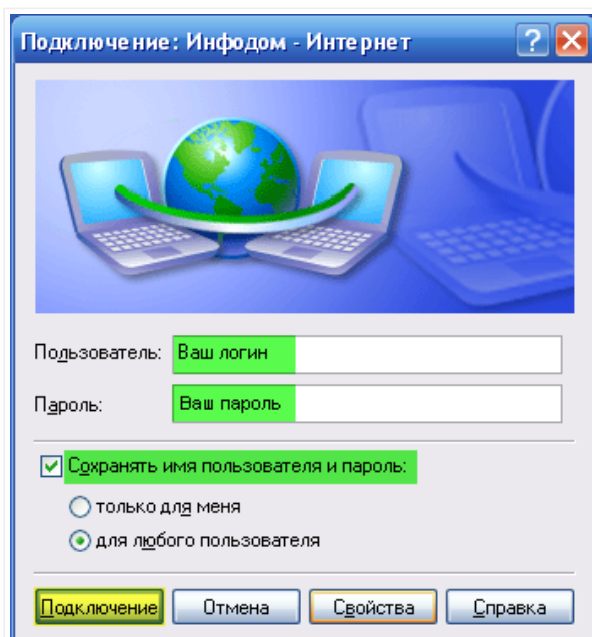 Подключение: Инфодом - Интернет
Пользователь: Ваш логин
Пароль: Ваш пароль
Сохранять имя пользователя и пароль:
только для меня
для любого пользователя
Подключение Отмена Свойства Справка